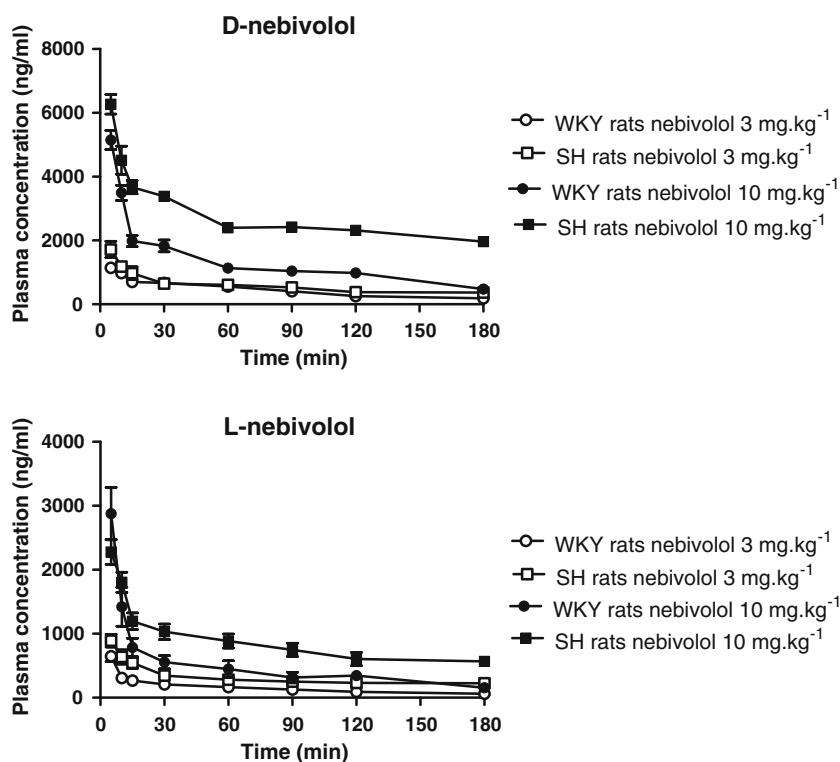 D-nebivolol
Plasma concentration (ng/ml)
8000
6000
4000
2000
0
0 30 60 90 120 150 180
Time (min)
WKY rats nebivolol 3 mg.kg⁻¹
SH rats nebivolol 3 mg.kg⁻¹
WKY rats nebivolol 10 mg.kg⁻¹
SH rats nebivolol 10 mg.kg⁻¹
L-nebivolol
Plasma concentration (ng/ml)
4000
3000
2000
1000
0
0 30 60 90 120 150 180
Time (min)
WKY rats nebivolol 3 mg.kg⁻¹
SH rats nebivolol 3 mg.kg⁻¹
WKY rats nebivolol 10 mg.kg⁻¹
SH rats nebivolol 10 mg.kg⁻¹